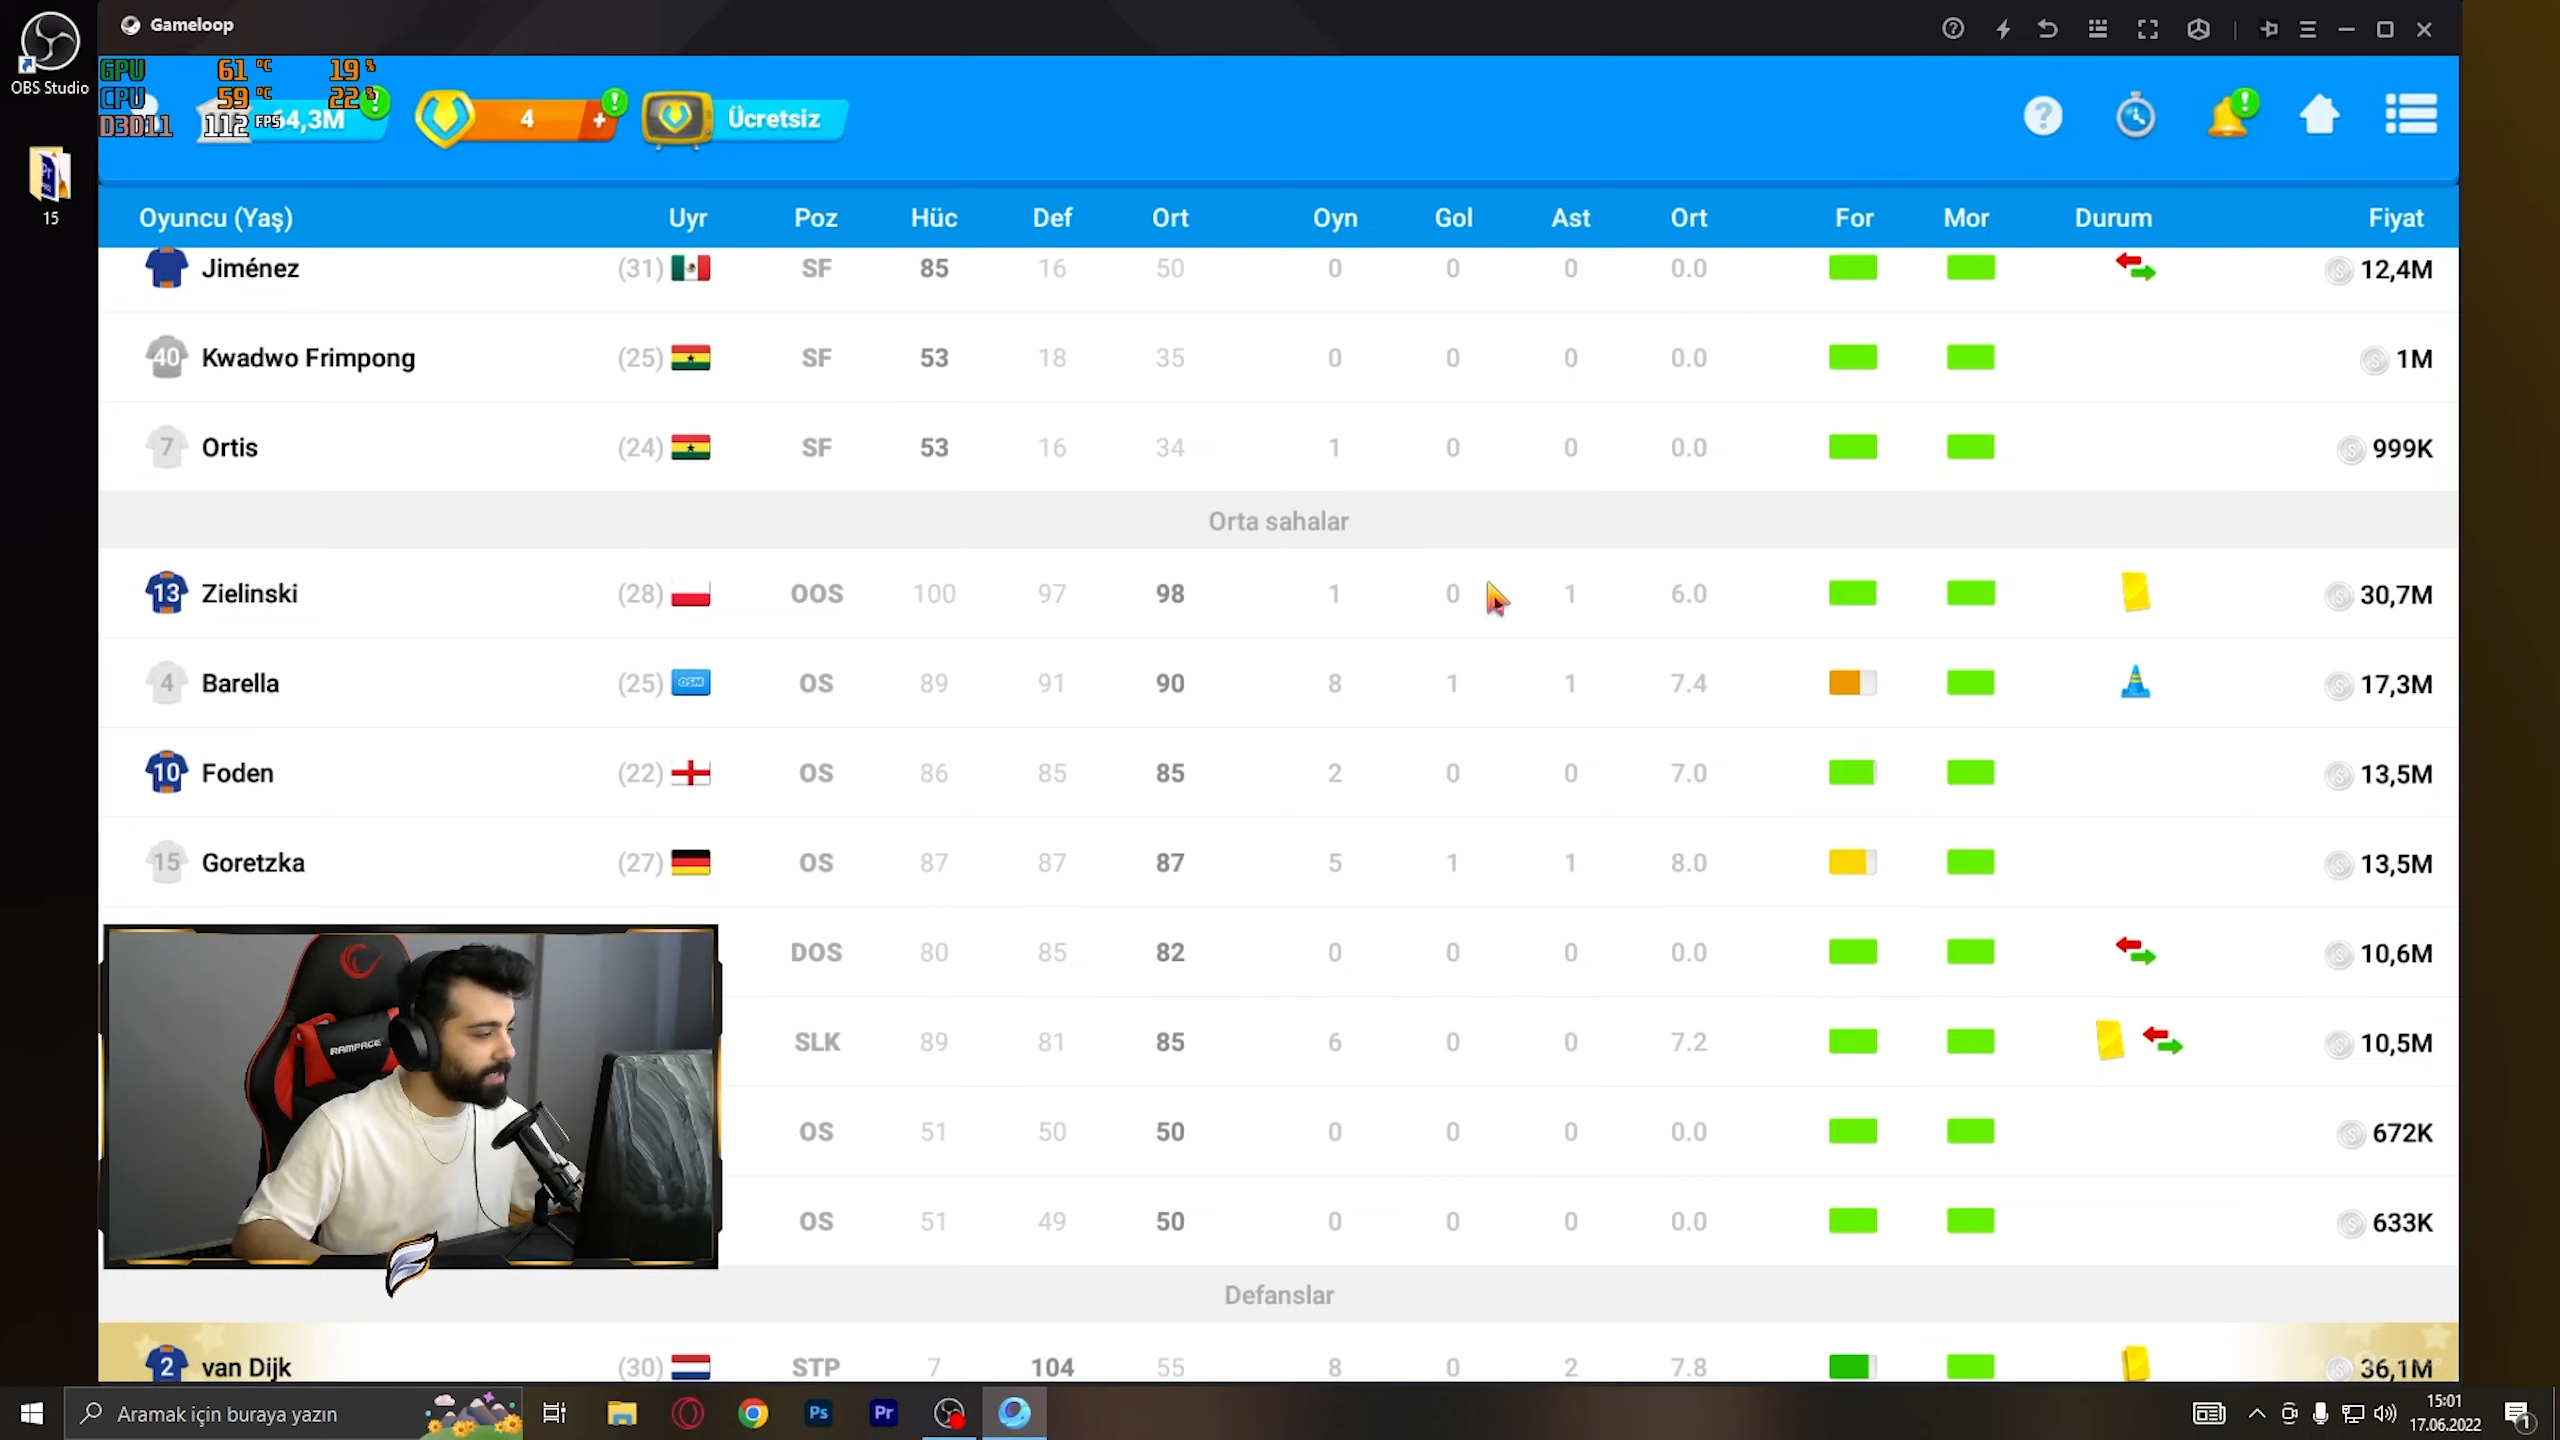 Gameloop
OBS Studio
15
GPU 61 °C 19 %
CPU 59 °C 22 %
D3D11 112 FPS
64,3M
4 +
Ücretsiz
Oyuncu (Yaş) Uyr Poz Hüc Def Ort Oyn Gol Ast Ort For Mor Durum Fiyat
Jiménez (31) SF 85 16 50 0 0 0 0.0 12,4M
40 Kwadwo Frimpong (25) SF 53 18 35 0 0 0 0.0 1M
7 Ortis (24) SF 53 16 34 1 0 0 0.0 999K
Orta sahalar
13 Zielinski (28) OOS 100 97 98 1 0 1 6.0 30,7M
4 Barella (25) OSM OS 89 91 90 8 1 1 7.4 17,3M
10 Foden (22) OS 86 85 85 2 0 0 7.0 13,5M
15 Goretzka (27) OS 87 87 87 5 1 1 8.0 13,5M
DOS 80 85 82 0 0 0 0.0 10,6M
SLK 89 81 85 6 0 0 7.2 10,5M
OS 51 50 50 0 0 0 0.0 672K
OS 51 49 50 0 0 0 0.0 633K
RAMPAGE
Defanslar
2 van Dijk (30) STP 7 104 55 8 0 2 7.8 36,1M
Aramak için buraya yazın
Ps
Pr
15:01
17.06.2022
1